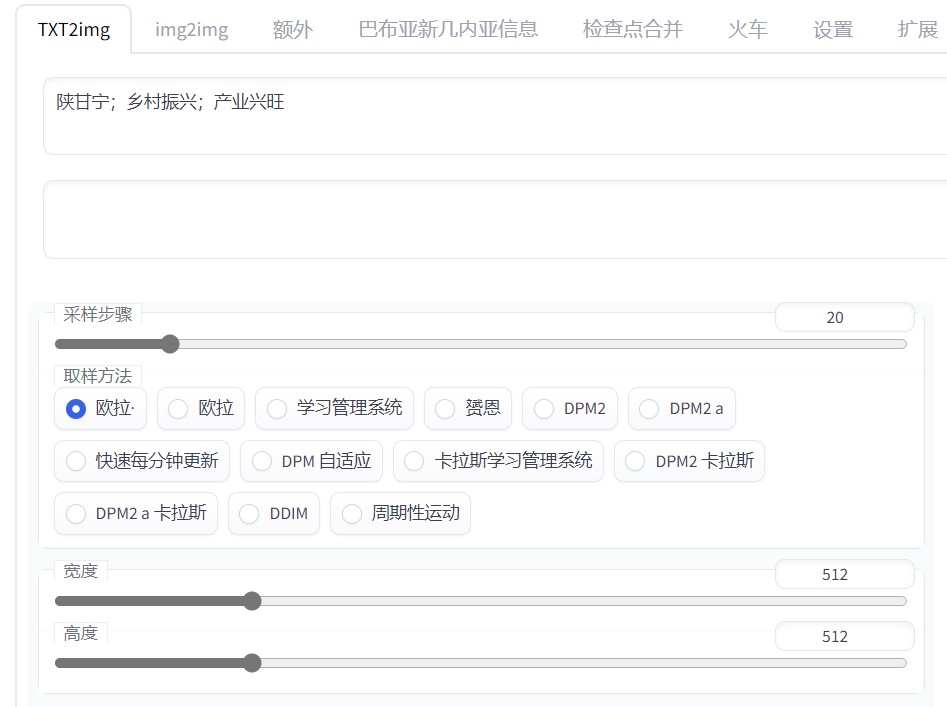 TXT2img img2img 额外 巴布亚新几内亚信息 检查点合并 火车 设置 扩展
陕甘宁；乡村振兴；产业兴旺
采样步骤 20
取样方法
欧拉· 欧拉 学习管理系统 赟恩 DPM2 DPM2 a
快速每分钟更新 DPM 自适应 卡拉斯学习管理系统 DPM2 卡拉斯
DPM2 a 卡拉斯 DDIM 周期性运动
宽度 512
高度 512